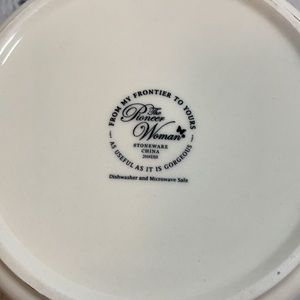 FROM MY FRONTIER TO YOURS
The
Pioneer
Woman
STONEWARE
CHINA
AS USEFUL AS IT IS GORGEOUS
Dishwasher and Microwave Safe